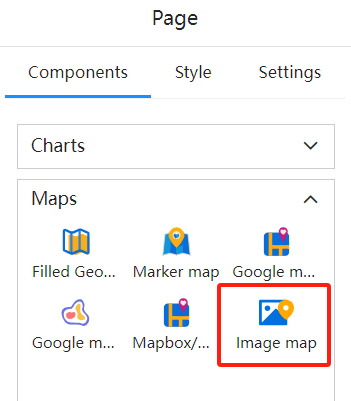 Page
Components Style Settings
Charts
Maps
Filled Geo... Marker map Google m...
Google m... Mapbox/... Image map